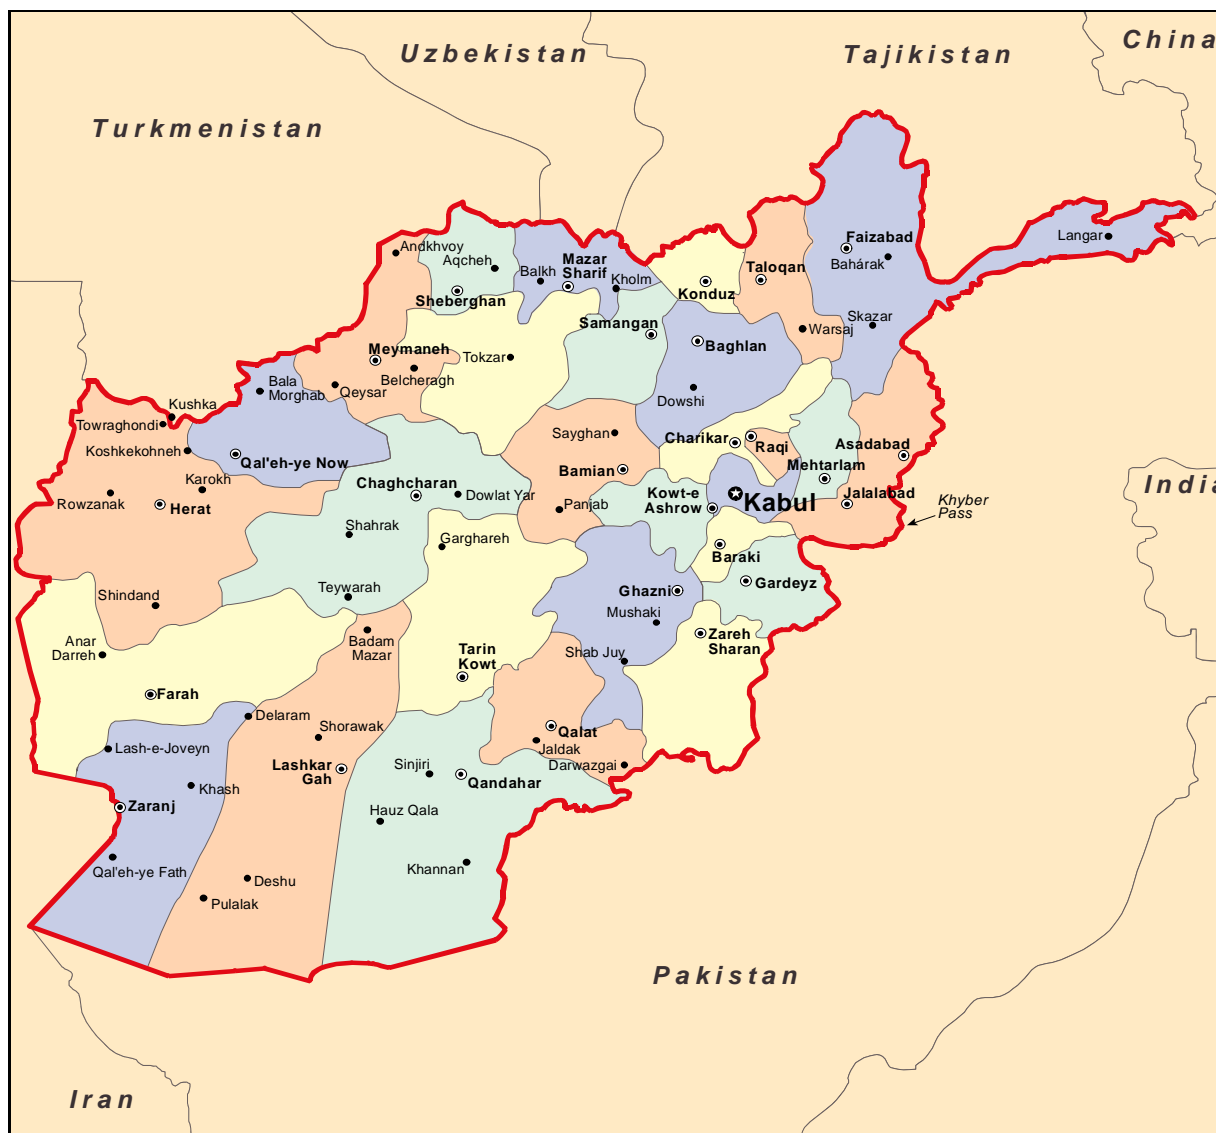 Uzbekistan
Tajikistan
China
Turkmenistan
Andkhvoy
Aqcheh
Sheberghan
Balkh
Mazar
Sharif
Kholm
Konduz
Taloqan
Faizabad
Bahárak
Langar
Skazar
Warsaj
Samangan
Baghlan
Meymaneh
Tokzar
Belcheragh
Qeysar
Bala
Morghab
Dowshi
Kushka
Towraghondi
Koshkekohneh
Qal'eh-ye Now
Sayghan
Charikar
Raqi
Asadabad
Mehtarlam
Bamian
Karokh
Rowzanak
Herat
Chaghcharan
Dowlat Yar
Panjab
Kowt-e
Ashrow
Kabul
Jalalabad
Khyber
Pass
India
Shahrak
Garghareh
Baraki
Gardeyz
Teywarah
Shindand
Ghazni
Mushaki
Zareh
Sharan
Anar
Darreh
Badam
Mazar
Tarin
Kowt
Shab Juy
Farah
Delaram
Shorawak
Qalat
Jaldak
Darwazgai
Lash-e-Joveyn
Lashkar
Gah
Sinjiri
Qandahar
Khash
Zaranj
Hauz Qala
Khannan
Qal'eh-ye Fath
Deshu
Pulalak
Pakistan
Iran